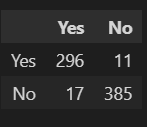 Yes No
Yes 296 11
No 17 385